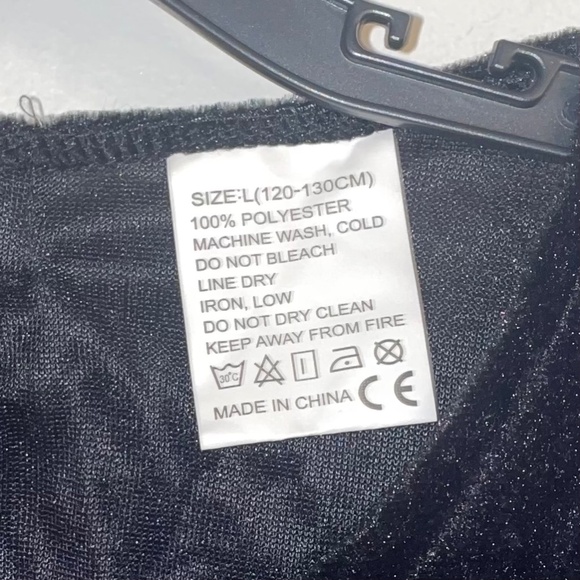 SIZE:L(120-130CM)
100% POLYESTER
MACHINE WASH, COLD
DO NOT BLEACH
LINE DRY
IRON, LOW
DO NOT DRY CLEAN
KEEP AWAY FROM FIRE
30°C
MADE IN CHINA CE